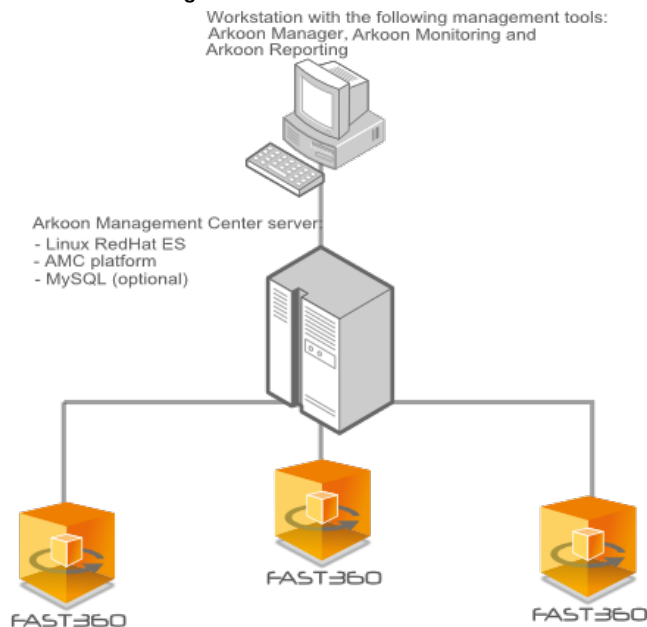 Workstation with the following management tools:
Arkoon Manager, Arkoon Monitoring and
Arkoon Reporting
Arkoon Management Center server:
- Linux RedHat ES
- AMC platform
- MySQL (optional)
FAST360
FAST360
FAST360